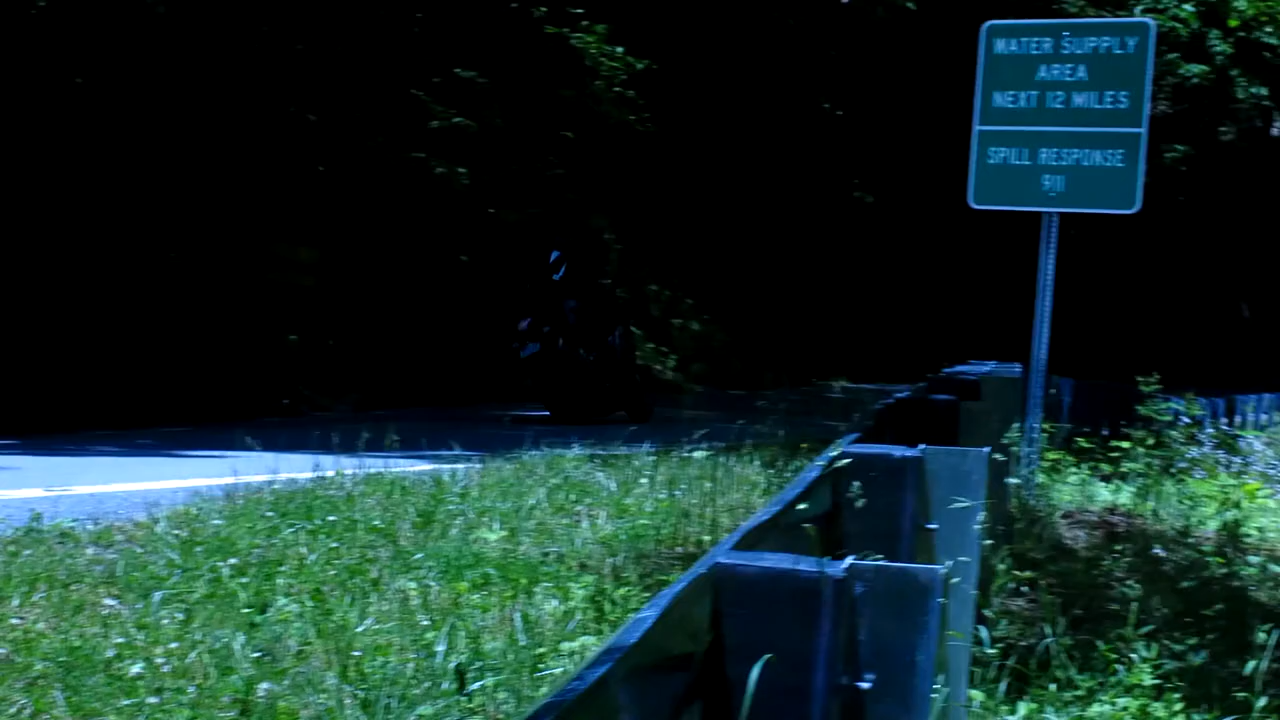 WATER SUPPLY
AREA
NEXT 12 MILES
SPILL RESPONSE
911